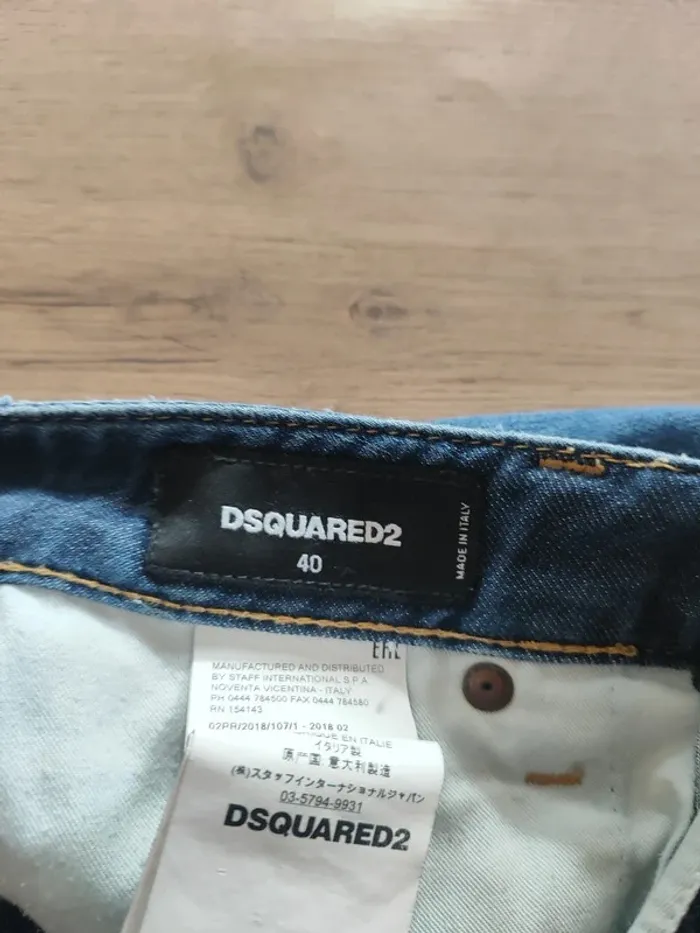 DSQUARED2
40
MADE IN ITALY
MANUFACTURED AND DISTRIBUTED
BY STAFF INTERNATIONAL S.P.A
NOVENTA VICENTINA - ITALY
PH 0444 784500 FAX 0444 784580
RN 154143
02PR/2018/107/1 - 2018 02
EN ITALIE
イタリア製
原产国:意大利製造
(株)スタッフインターナショナルジャパン
03-5794-9931
DSQUARED2